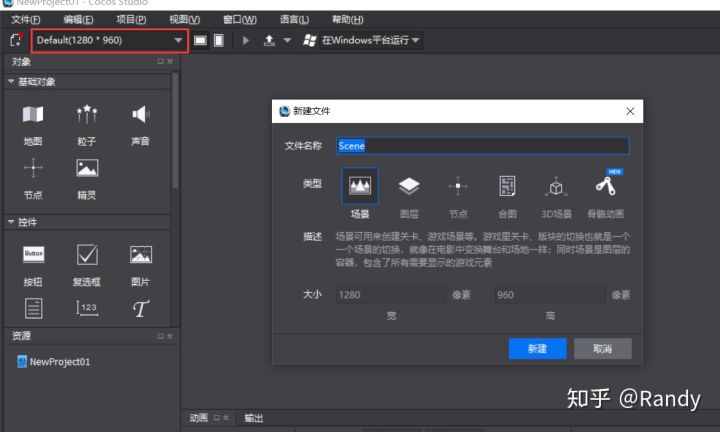 NewProject01 - Cocos Studio
文件(F) 编辑(E) 项目(P) 视图(V) 窗口(W) 语言(L) 帮助(H)
Default(1280 * 960) 在Windows平台运行
对象
基础对象
地图 粒子 声音
节点 精灵
控件
Button
按钮 复选框 图片
123 T
资源
NewProject01
新建文件
文件名称 Scene
类型
NEW
场景 图层 节点 合图 3D场景 骨骼动画
描述 场景可用来创建关卡、游戏场景等。游戏里关卡、版块的切换也就是一个
一个场景的切换，就像在电影中变换舞台和场地一样；同时场景是图层的
容器，包含了所有需要显示的游戏元素
大小 1280 像素 960 像素
宽 高
新建 取消
动画 输出
知乎 @Randy